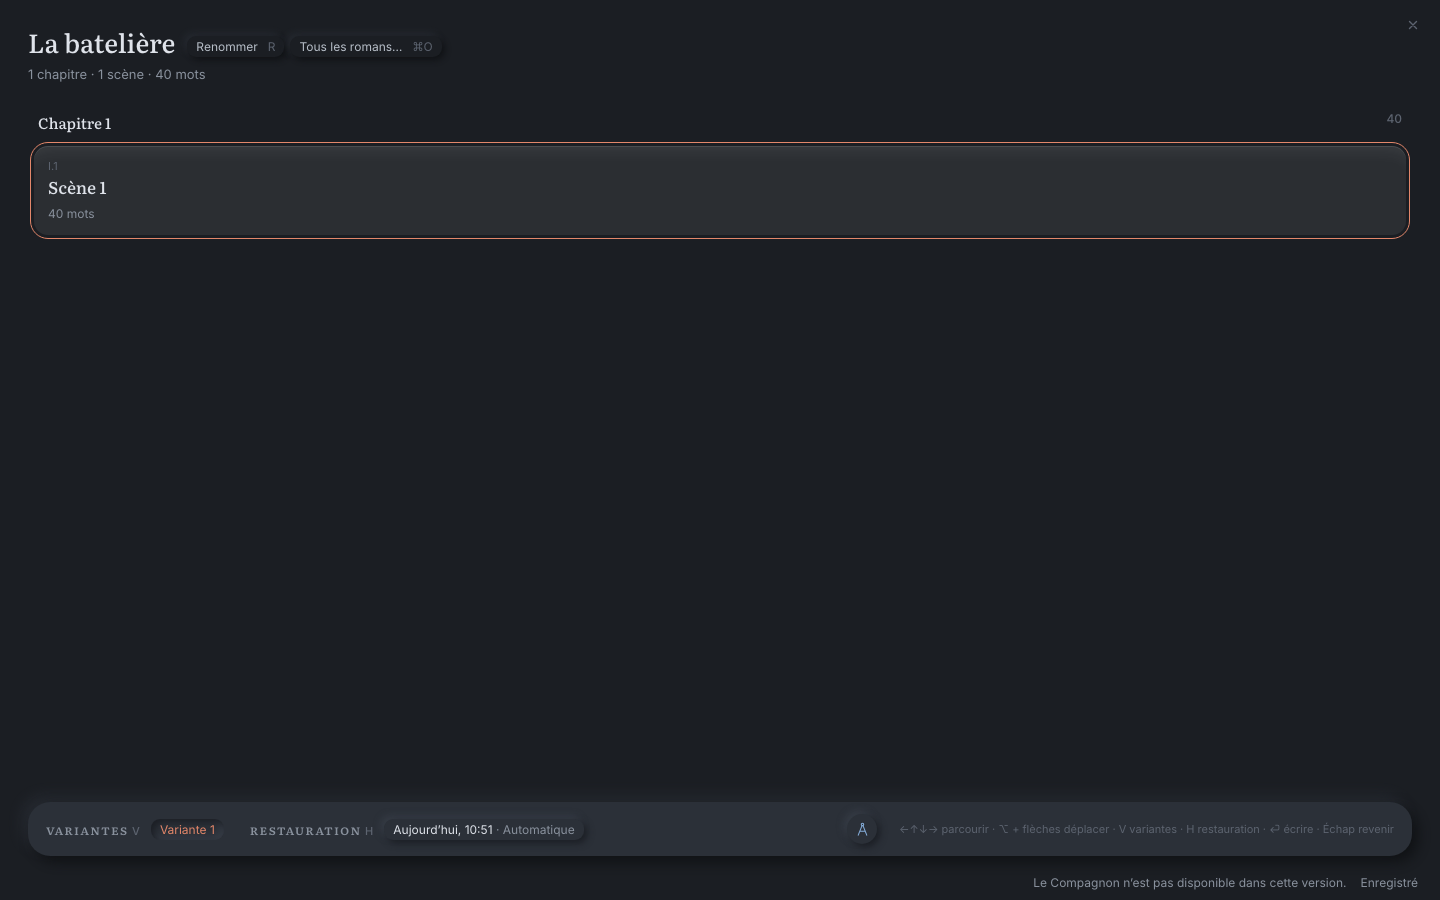 La batelière Renommer R Tous les romans… ⌘O
×
1 chapitre · 1 scène · 40 mots
Chapitre 1 40
I.1
Scène 1
40 mots
VARIANTES V Variante 1 RESTAURATION H Aujourd’hui, 10:51 · Automatique ←↑↓→ parcourir · ⌥ + flèches déplacer · V variantes · H restauration · ⏎ écrire · Échap revenir
Le Compagnon n’est pas disponible dans cette version. Enregistré